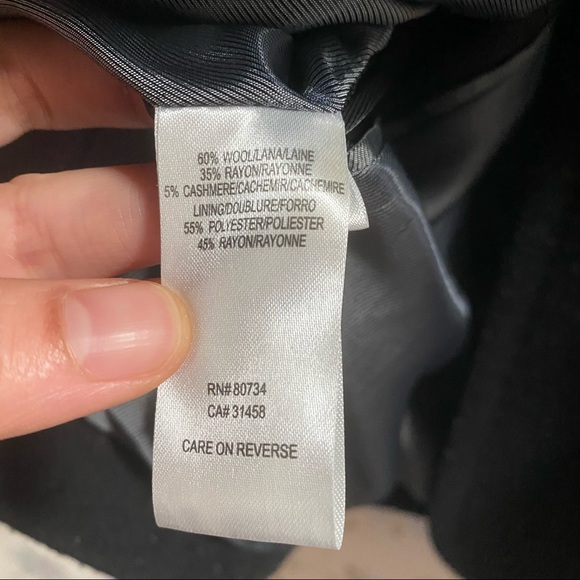 60% WOOL/LANA/LAINE
35% RAYON/RAYONNE
5% CASHMERE/CACHEMIR/CACHEMIRE
LINING/DOUBLURE/FORRO
55% POLYESTER/POLIESTER
45% RAYON/RAYONNE
RN# 80734
CA# 31458
CARE ON REVERSE